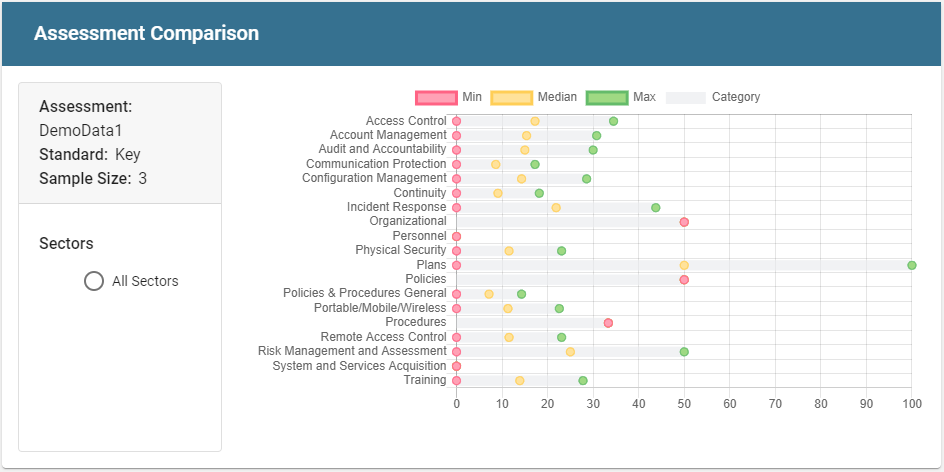 Assessment Comparison
Assessment:
DemoData1
Standard: Key
Sample Size: 3
Sectors
All Sectors
Min Median Max Category
Access Control
Account Management
Audit and Accountability
Communication Protection
Configuration Management
Continuity
Incident Response
Organizational
Personnel
Physical Security
Plans
Policies
Policies & Procedures General
Portable/Mobile/Wireless
Procedures
Remote Access Control
Risk Management and Assessment
System and Services Acquisition
Training
0 10 20 30 40 50 60 70 80 90 100